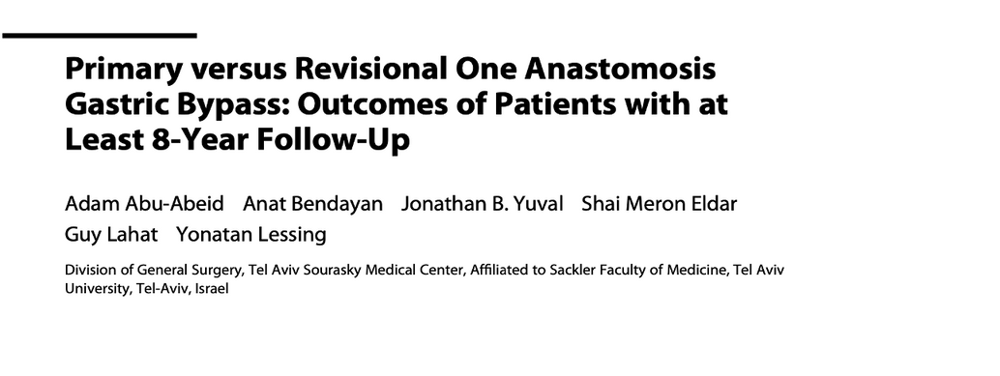 Primary versus Revisional One Anastomosis
Gastric Bypass: Outcomes of Patients with at
Least 8-Year Follow-Up
Adam Abu-Abeid Anat Bendayan Jonathan B. Yuval Shai Meron Eldar
Guy Lahat Yonatan Lessing
Division of General Surgery, Tel Aviv Sourasky Medical Center, Affiliated to Sackler Faculty of Medicine, Tel Aviv
University, Tel-Aviv, Israel